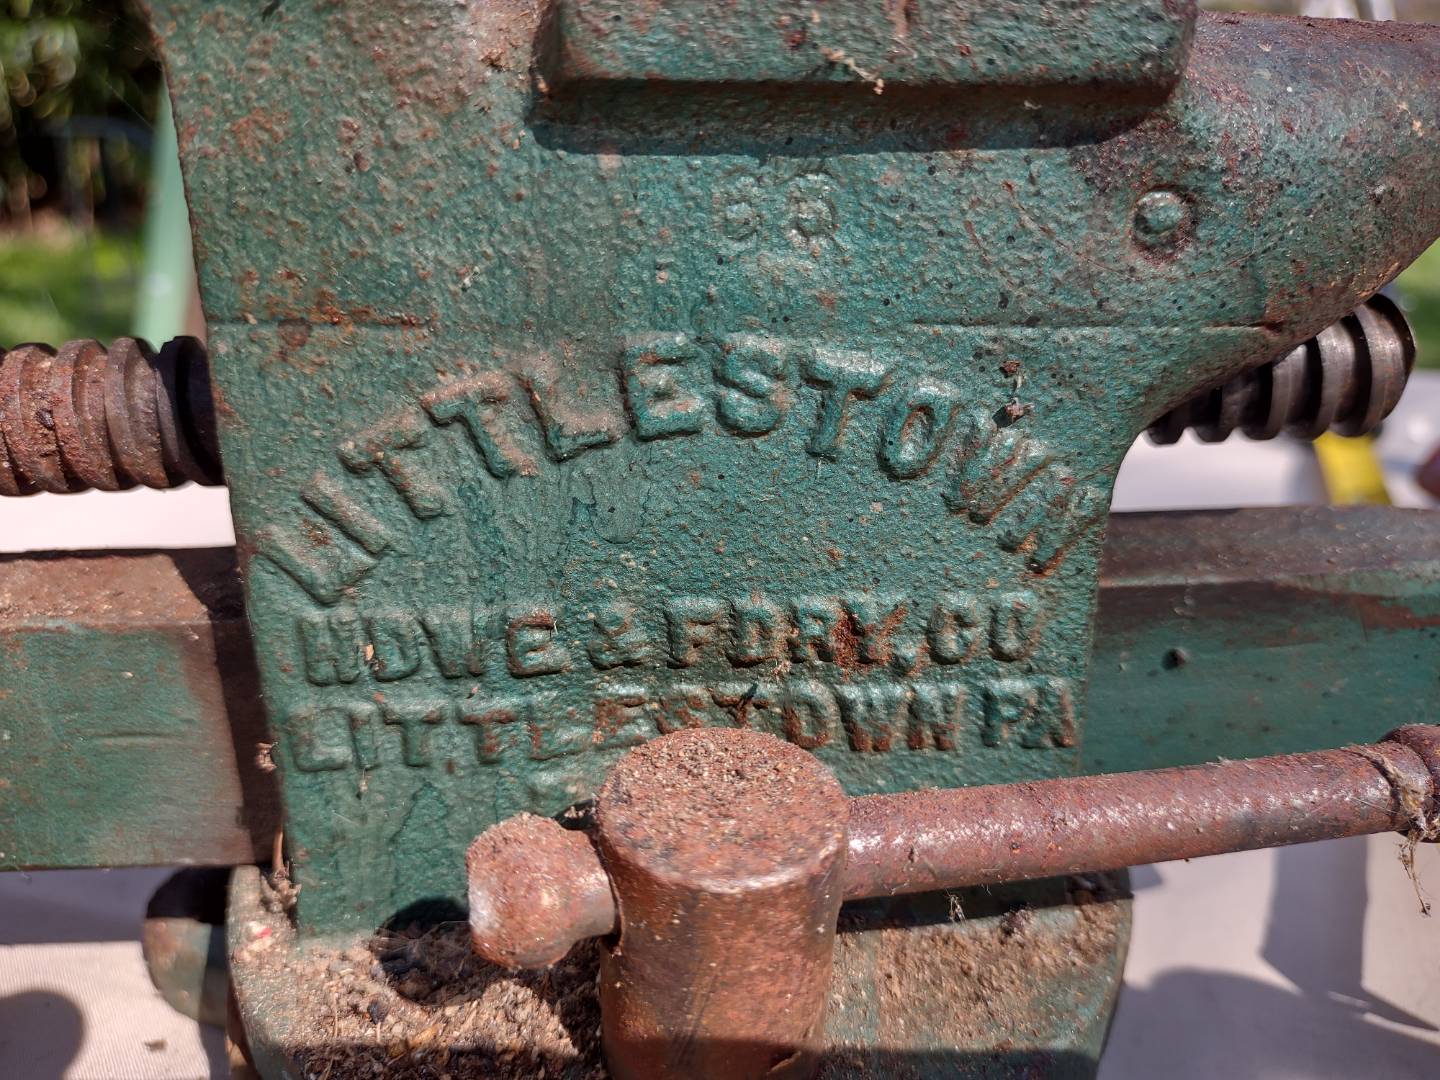 LITTLESTOWN
HDWE & FDRY, CO
LITTLESTOWN PA